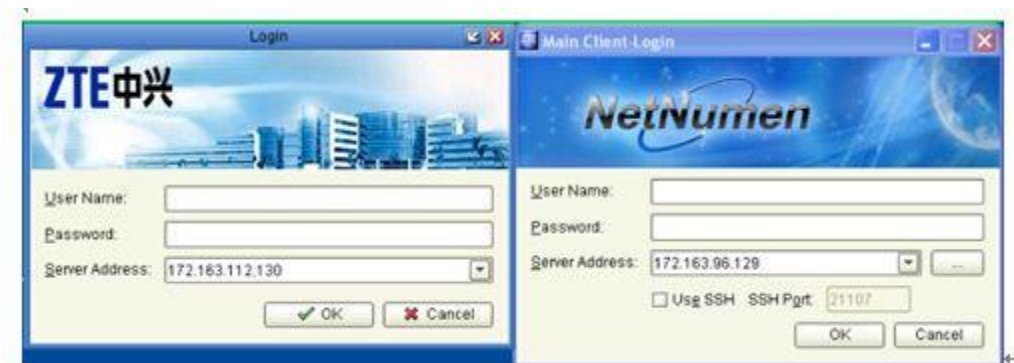 Login
ZTE中兴
User Name:
Password:
Server Address: 172.163.112.130
OK Cancel
Main Client-Login
NetNumen
User Name:
Password:
Server Address: 172.163.96.129 ...
Use SSH SSH Port: 21107
OK Cancel